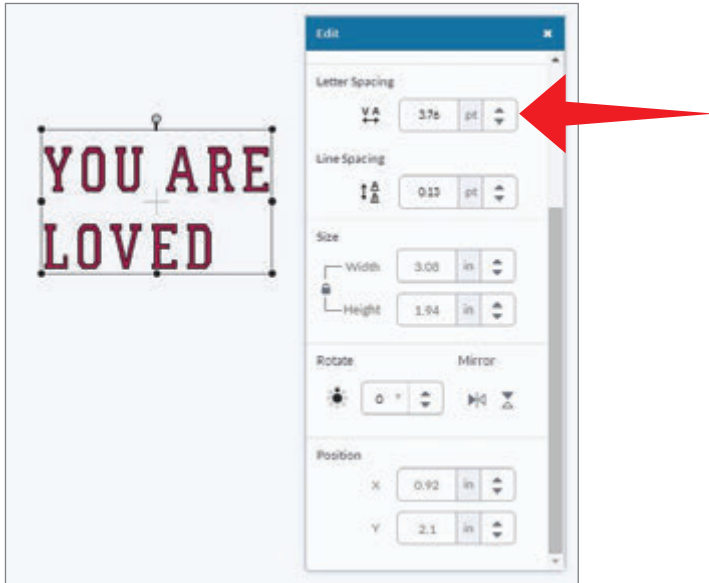 YOU ARE
LOVED
Edit
Letter Spacing
V A 3.76 pt
Line Spacing
A A 0.13 pt
Size
Width 3.08 in
Height 1.94 in
Rotate Mirror
0 °
Position
X 0.92 in
Y 2.1 in